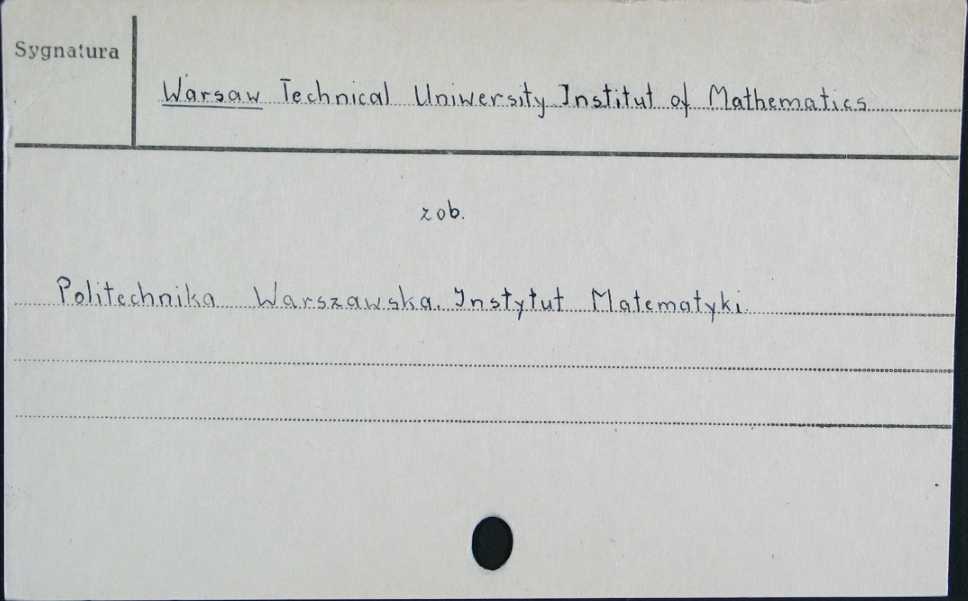 Sygnatura
Warsaw Technical Uniwersity Institut of Mathematics
zob.
Politechnika Warszawska. Instytut Matematyki.